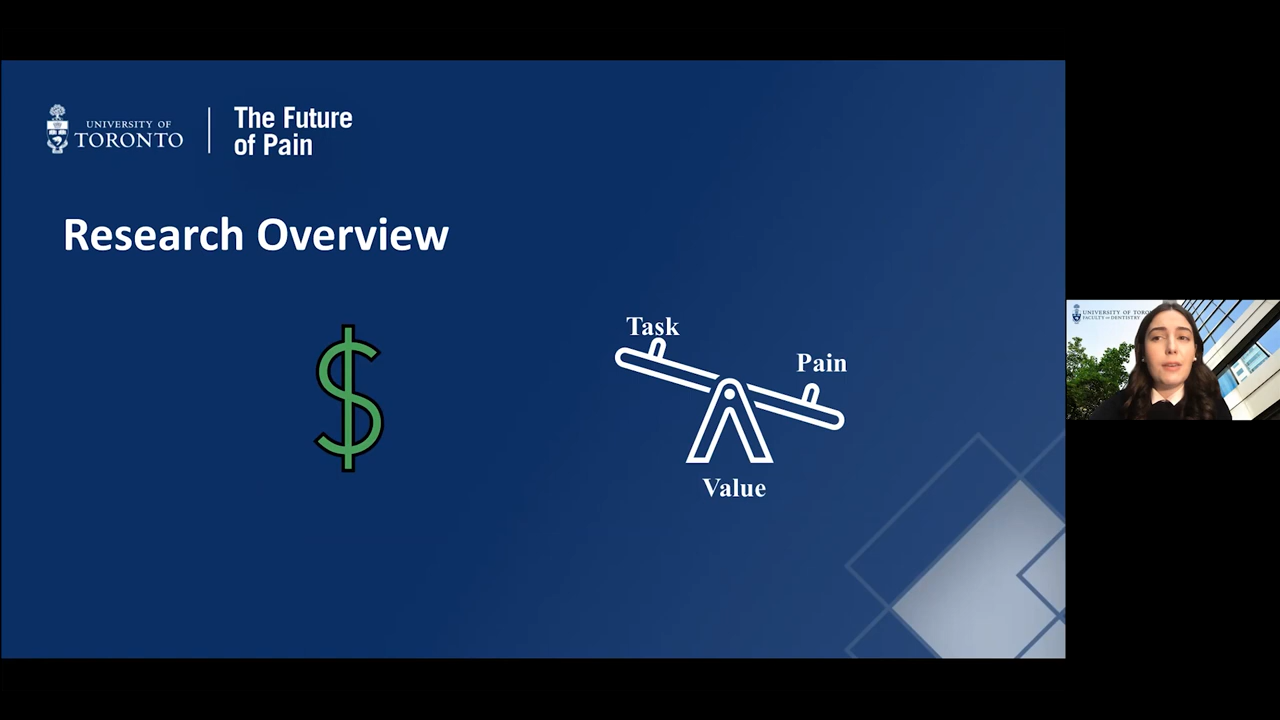 UNIVERSITY OF
TORONTO
The Future
of Pain
Research Overview
Task
Pain
Value
UNIVERSITY OF TORO
FACULTY OF DENTISTRY